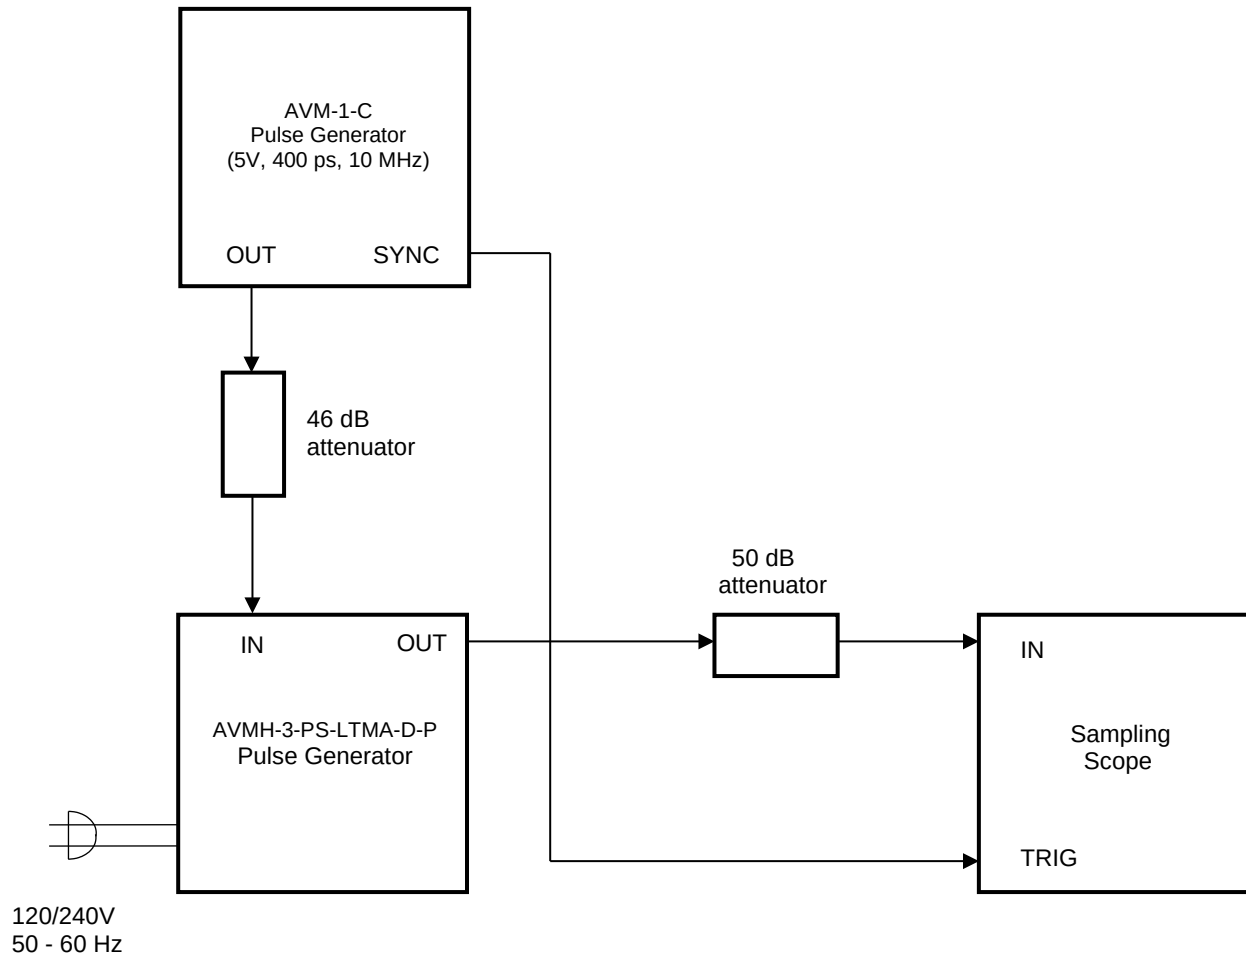 AVM-1-C
Pulse Generator
(5V, 400 ps, 10 MHz)
OUT
SYNC
46 dB
attenuator
50 dB
attenuator
IN
OUT
AVMH-3-PS-LTMA-D-P
Pulse Generator
IN
Sampling
Scope
TRIG
120/240V
50 - 60 Hz